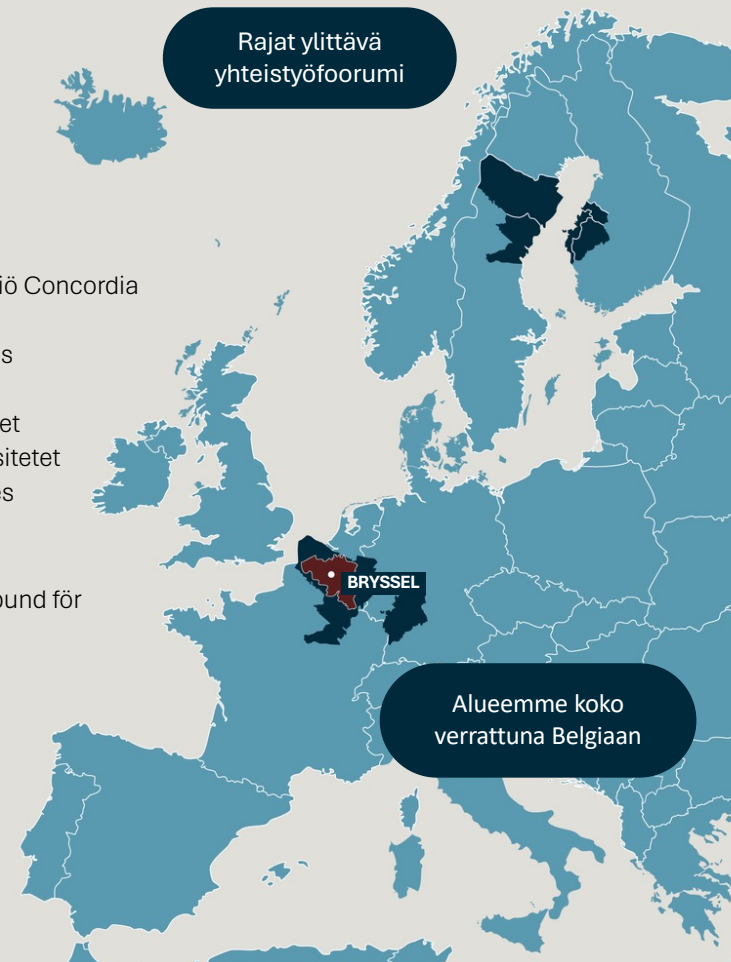 Rajat ylittävä
yhteistyöfoorumi
iö Concordia
s
et
sitetet
es
ound för
BRYSSEL
Alueemme koko
verrattuna Belgiaan